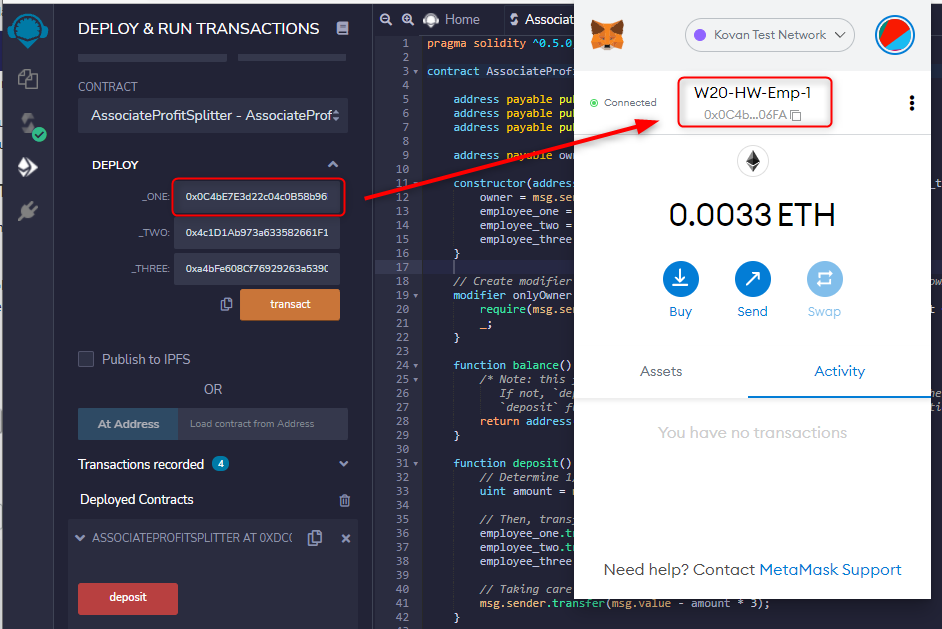 DEPLOY & RUN TRANSACTIONS
CONTRACT
AssociateProfitSplitter - AssociateProf
DEPLOY
_ONE: 0x0C4bE7E3d22c04c0B58b96
_TWO: 0x4c1D1Ab973a633582661F1
_THREE: 0xa4bFe608Cf76929263a5390
transact
Publish to IPFS
OR
At Address Load contract from Address
Transactions recorded 4
Deployed Contracts
ASSOCIATEPROFITSPLITTER AT 0XDC0
deposit
Home Associat
1 pragma solidity ^0.5.0
2
3 contract AssociateProf
4
5 address payable pu
6 address payable pu
7 address payable pu
8
9 address payable ow
10
11 constructor(addres
12 owner = msg.se
13 employee_one =
14 employee_two =
15 employee_three
16 }
17
18 // Create modifier
19 modifier onlyOwner
20 require(msg.se
21 _;
22 }
23
24 function balance()
25 /* Note: this
26 If not, `de
27 `deposit` f
28 return address
29 }
30
31 function deposit()
32 // Determine 1
33 uint amount =
34
35 // Then, trans
36 employee_one.t
37 employee_two.t
38 employee_three
39
40 // Taking care
41 msg.sender.transfer(msg.value - amount * 3);
42 }
Kovan Test Network
Connected
W20-HW-Emp-1
0x0C4b...06FA
0.0033 ETH
Buy Send Swap
Assets Activity
You have no transactions
Need help? Contact MetaMask Support